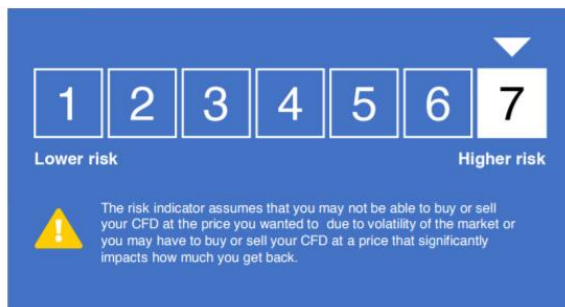 1 2 3 4 5 6 7
Lower risk Higher risk
The risk indicator assumes that you may not be able to buy or sell
your CFD at the price you wanted to due to volatility of the market or
you may have to buy or sell your CFD at a price that significantly
impacts how much you get back.